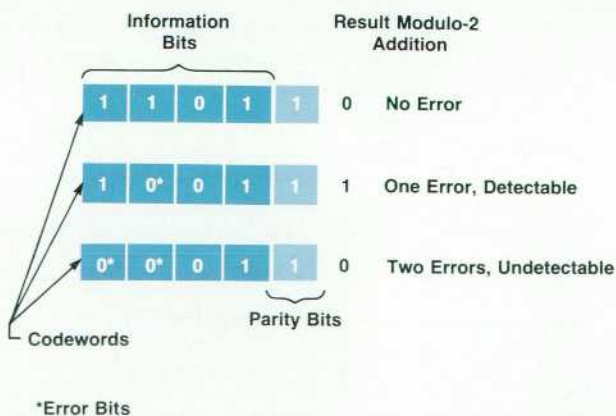 Information
Bits
Result Modulo-2
Addition
1 1 0 1 1 0 No Error
1 0* 0 1 1 1 One Error, Detectable
0* 0* 0 1 1 0 Two Errors, Undetectable
Parity Bits
Codewords
*Error Bits